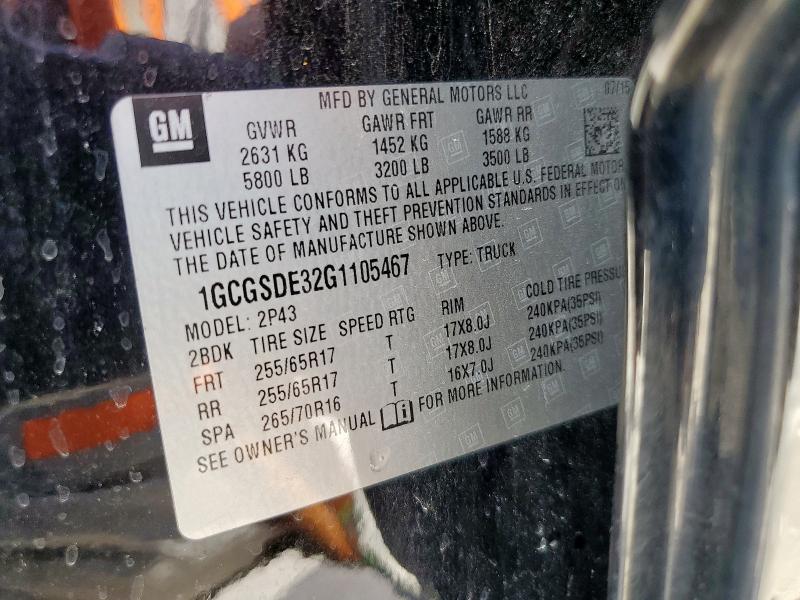 MFD BY GENERAL MOTORS LLC 07/15
GM
GVWR GAWR FRT GAWR RR
2631 KG 1452 KG 1588 KG
5800 LB 3200 LB 3500 LB
THIS VEHICLE CONFORMS TO ALL APPLICABLE U.S. FEDERAL MOTOR
VEHICLE SAFETY AND THEFT PREVENTION STANDARDS IN EFFECT ON
THE DATE OF MANUFACTURE SHOWN ABOVE.
1GCGSDE32G1105467 TYPE: TRUCK
MODEL: 2P43
2BDK TIRE SIZE SPEED RTG RIM COLD TIRE PRESSU
FRT 255/65R17 T 17X8.0J 240KPA(35PSI)
RR 255/65R17 T 17X8.0J 240KPA(35PSI)
SPA 265/70R16 T 16X7.0J 240KPA(35PSI)
SEE OWNER'S MANUAL FOR MORE INFORMATION.